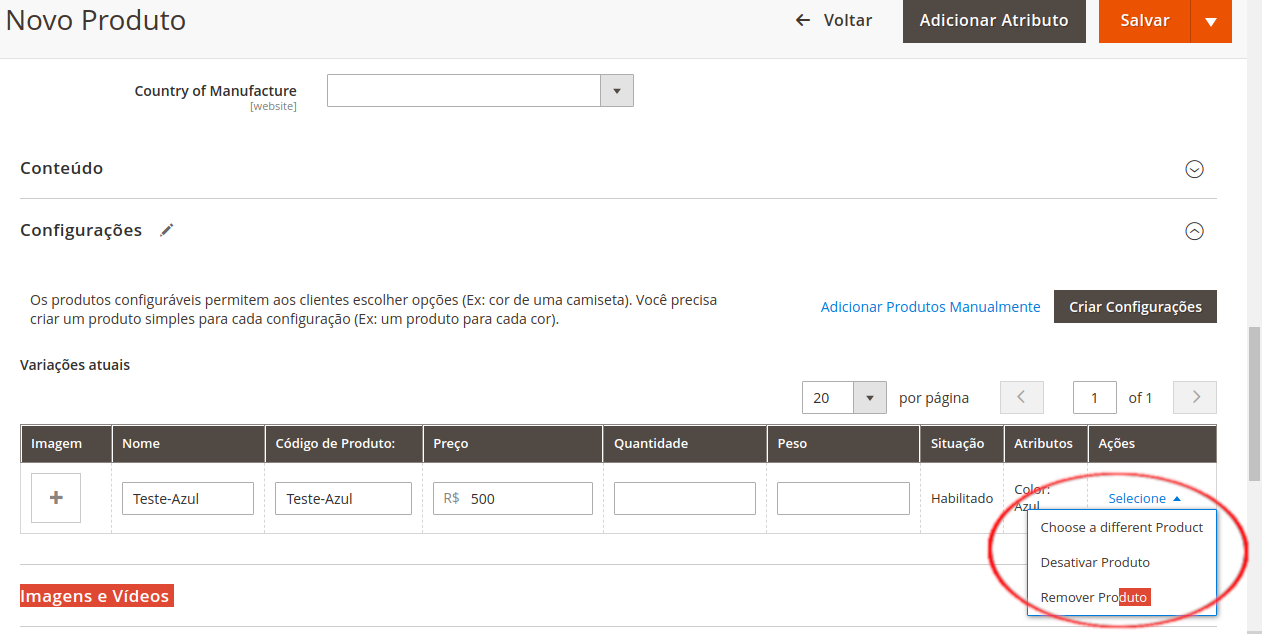 Novo Produto
Voltar
Adicionar Atributo
Salvar
Country of Manufacture
[website]
Conteúdo
Configurações
Os produtos configuráveis permitem aos clientes escolher opções (Ex: cor de uma camiseta). Você precisa
criar um produto simples para cada configuração (Ex: um produto para cada cor).
Adicionar Produtos Manualmente
Criar Configurações
Variações atuais
20 por página 1 of 1
Imagem Nome Código de Produto: Preço Quantidade Peso Situação Atributos Ações
Teste-Azul Teste-Azul R$ 500 Habilitado Color: Selecione
Azul
Choose a different Product
Desativar Produto
Remover Produto
Imagens e Vídeos